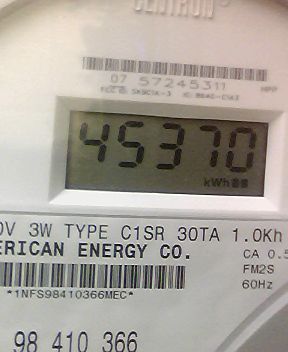 CENTRON®
07 57245311
45370
kWh
0V 3W TYPE C1SR 30TA 1.0Kh
ERICAN ENERGY CO.
CA 0.5
FM2S
60Hz
*1NFS98410366MEC*
98 410 366